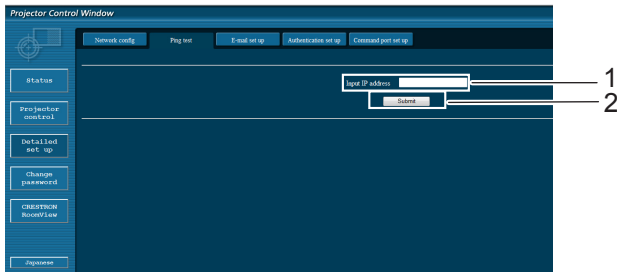 Projector Control Window
Network config Ping test E-mail set up Authentication set up Command port set up
Status
Input IP address 1
Submit 2
Projector
control
Detailed
set up
Change
password
CRESTRON
RoomView
Japanese